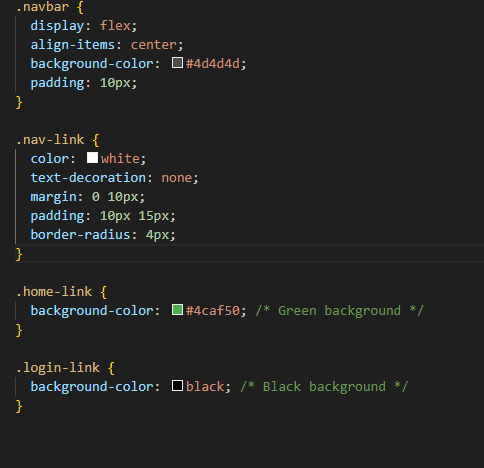 .navbar {
  display: flex;
  align-items: center;
  background-color: #4d4d4d;
  padding: 10px;
}

.nav-link {
  color: white;
  text-decoration: none;
  margin: 0 10px;
  padding: 10px 15px;
  border-radius: 4px;
}

.home-link {
  background-color: #4caf50; /* Green background */
}

.login-link {
  background-color: black; /* Black background */
}